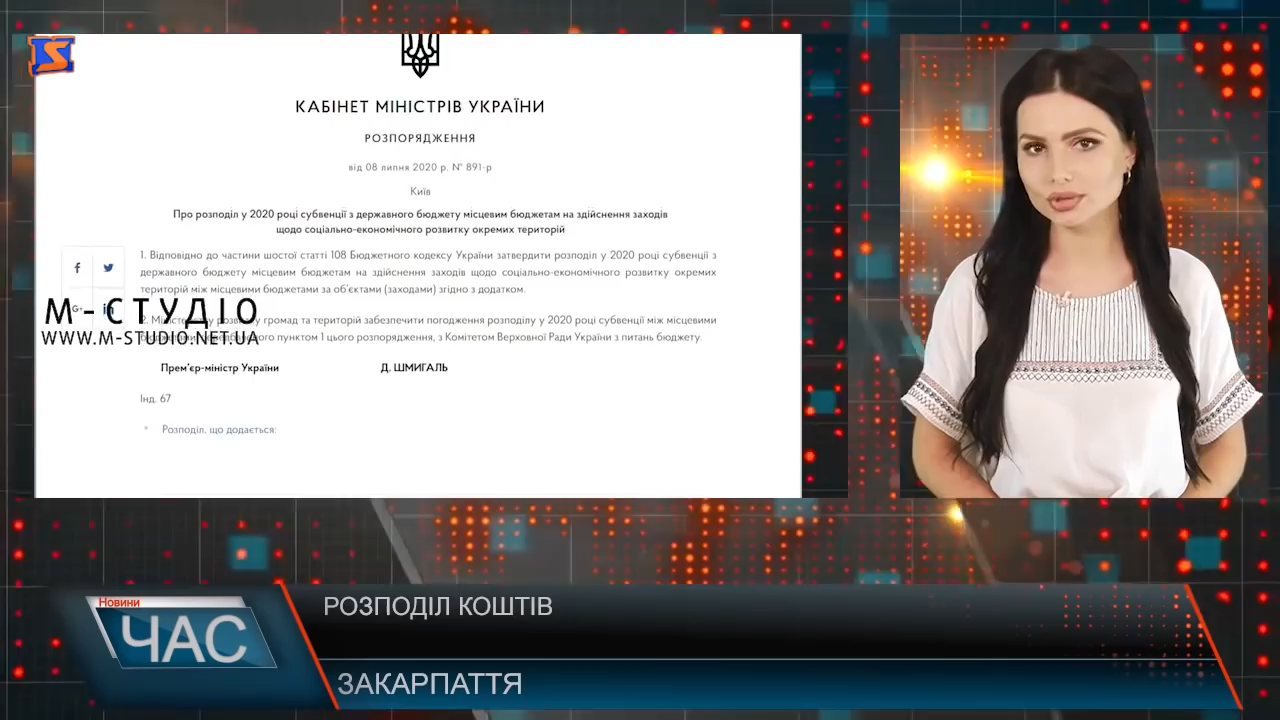 КАБІНЕТ МІНІСТРІВ УКРАЇНИ
РОЗПОРЯДЖЕННЯ
від 08 липня 2020 р. № 891-р
Київ
Про розподіл у 2020 році субвенції з державного бюджету місцевим бюджетам на здійснення заходів
щодо соціально-економічного розвитку окремих територій
1. Відповідно до частини шостої статті 108 Бюджетного кодексу України затвердити розподіл у 2020 році субвенції з
державного бюджету місцевим бюджетам на здійснення заходів щодо соціально-економічного розвитку окремих
територій між місцевими бюджетами за об'єктами (заходами) згідно з додатком.
G+ in
М-СТУДІО
WWW.M-STUDIO.NET.UA
2. Міністерству розвитку громад та територій забезпечити погодження розподілу у 2020 році субвенції між місцевими
пунктом 1 цього розпорядження, з Комітетом Верховної Ради України з питань бюджету.
Прем'єр-міністр України Д. ШМИГАЛЬ
Інд. 67
Розподіл, що додається:
Новини
ЧАС
РОЗПОДІЛ КОШТІВ
ЗАКАРПАТТЯ